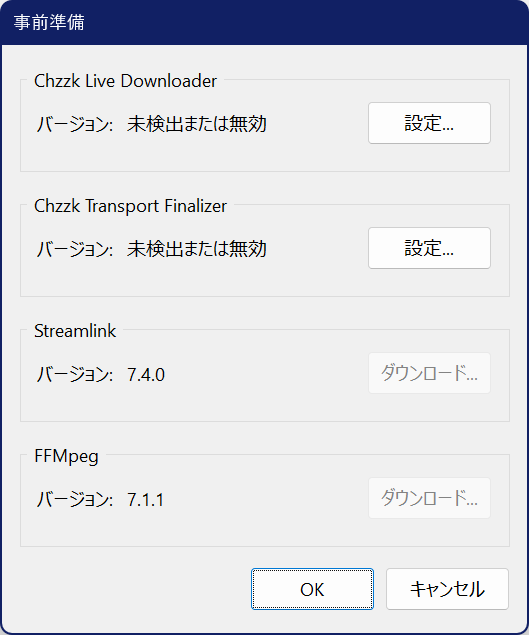 事前準備
Chzzk Live Downloader
バージョン: 未検出または無効
設定...
Chzzk Transport Finalizer
バージョン: 未検出または無効
設定...
Streamlink
バージョン: 7.4.0
ダウンロード...
FFMpeg
バージョン: 7.1.1
ダウンロード...
OK
キャンセル